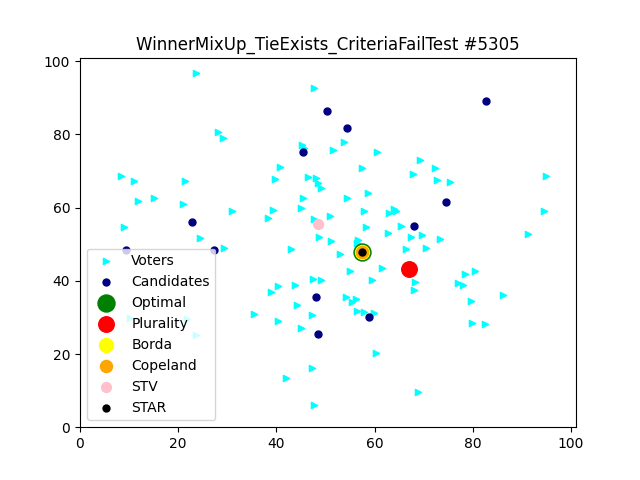 WinnerMixUp_TieExists_CriteriaFailTest #5305
100
80
60
40
20
0
0 20 40 60 80 100
Voters
Candidates
Optimal
Plurality
Borda
Copeland
STV
STAR